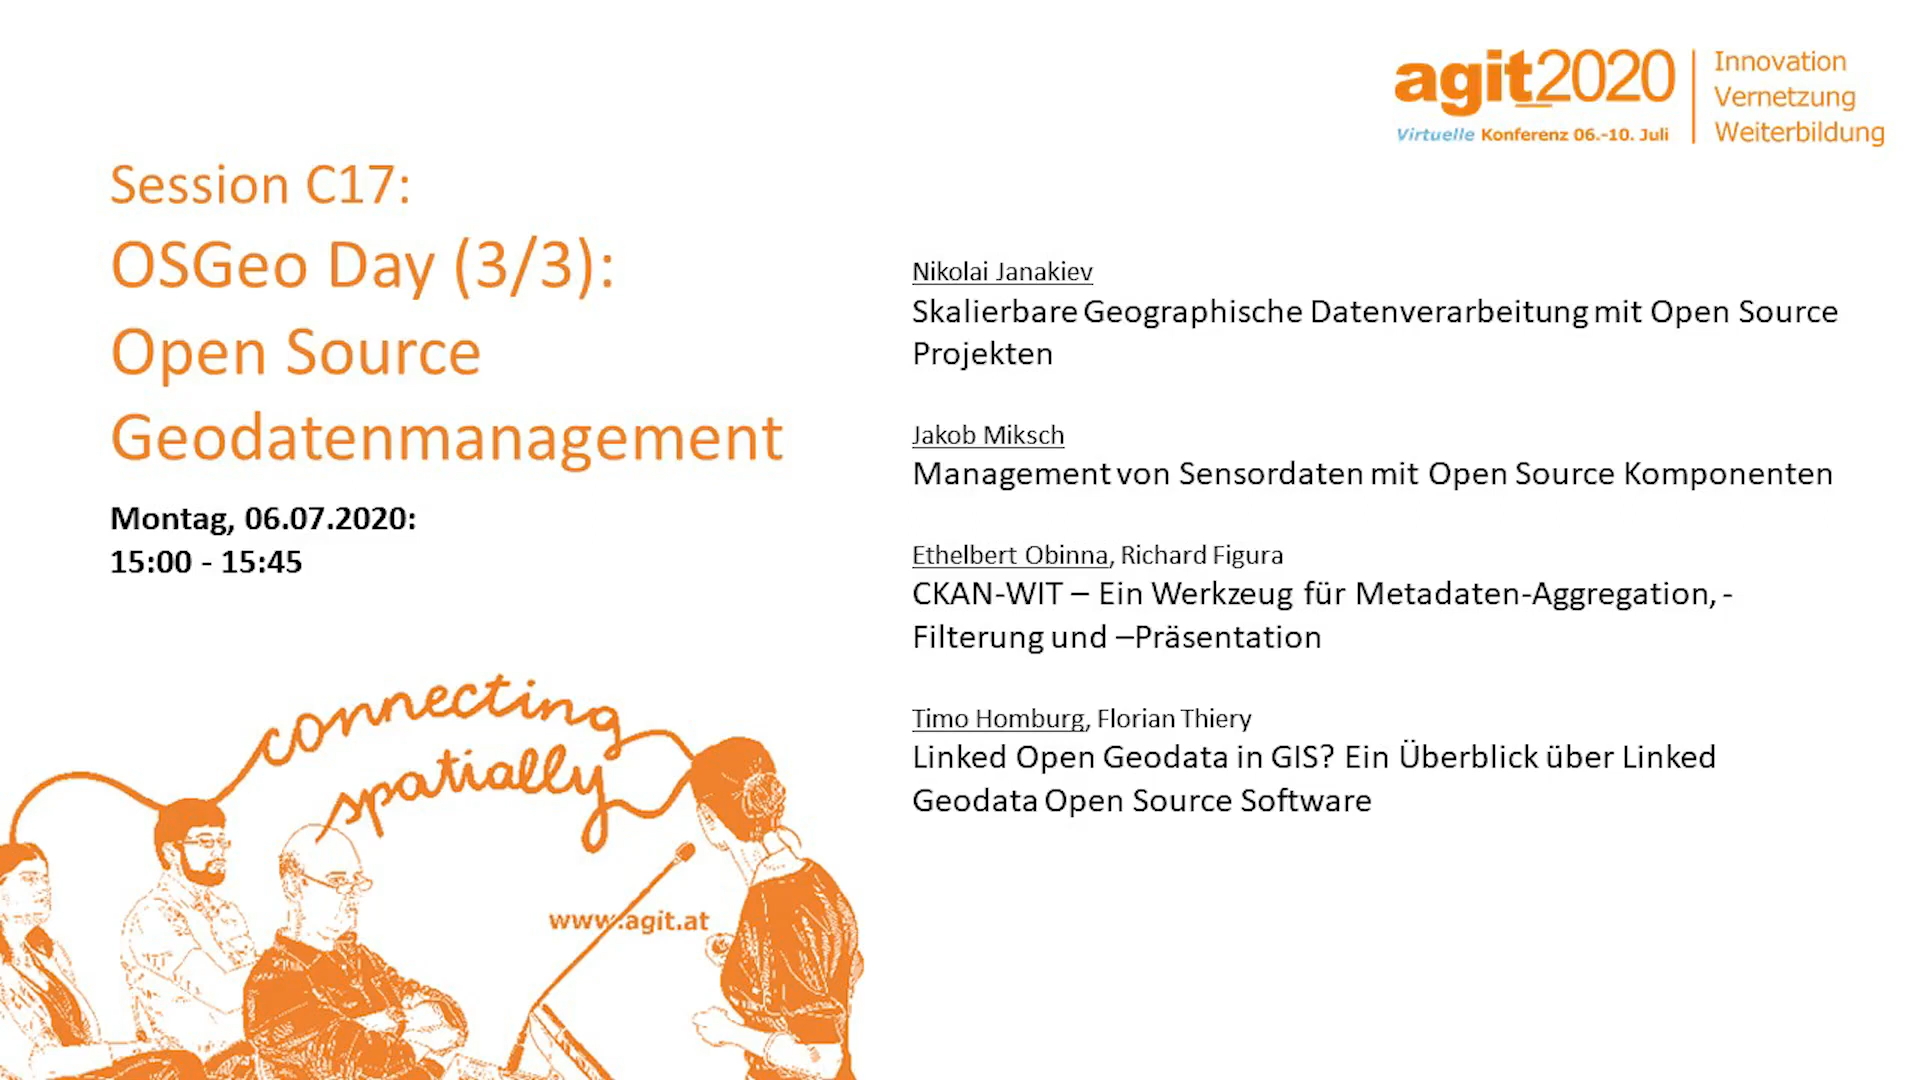 agit2020
Virtuelle Konferenz 06.-10. Juli
Innovation
Vernetzung
Weiterbildung
Session C17:
OSGeo Day (3/3):
Open Source
Geodatenmanagement
Montag, 06.07.2020:
15:00 - 15:45
Nikolai Janakiev
Skalierbare Geographische Datenverarbeitung mit Open Source
Projekten
Jakob Miksch
Management von Sensordaten mit Open Source Komponenten
Ethelbert Obinna, Richard Figura
CKAN-WIT – Ein Werkzeug für Metadaten-Aggregation, -
Filterung und –Präsentation
Timo Homburg, Florian Thiery
Linked Open Geodata in GIS? Ein Überblick über Linked
Geodata Open Source Software
connecting
spatially
www.agit.at